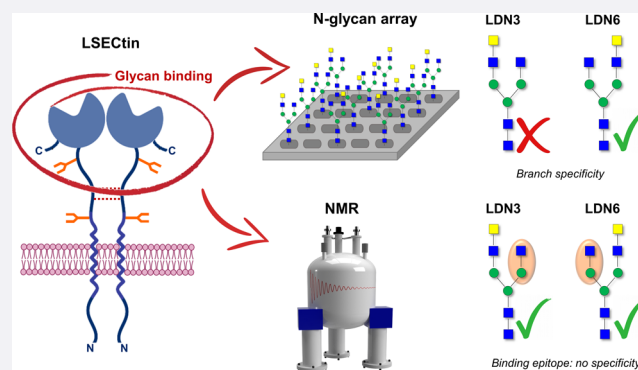 LSECtin
Glycan binding
C
C
N
N
N-glycan array
NMR
LDN3
LDN6
Branch specificity
LDN3
LDN6
Binding epitope: no specificity